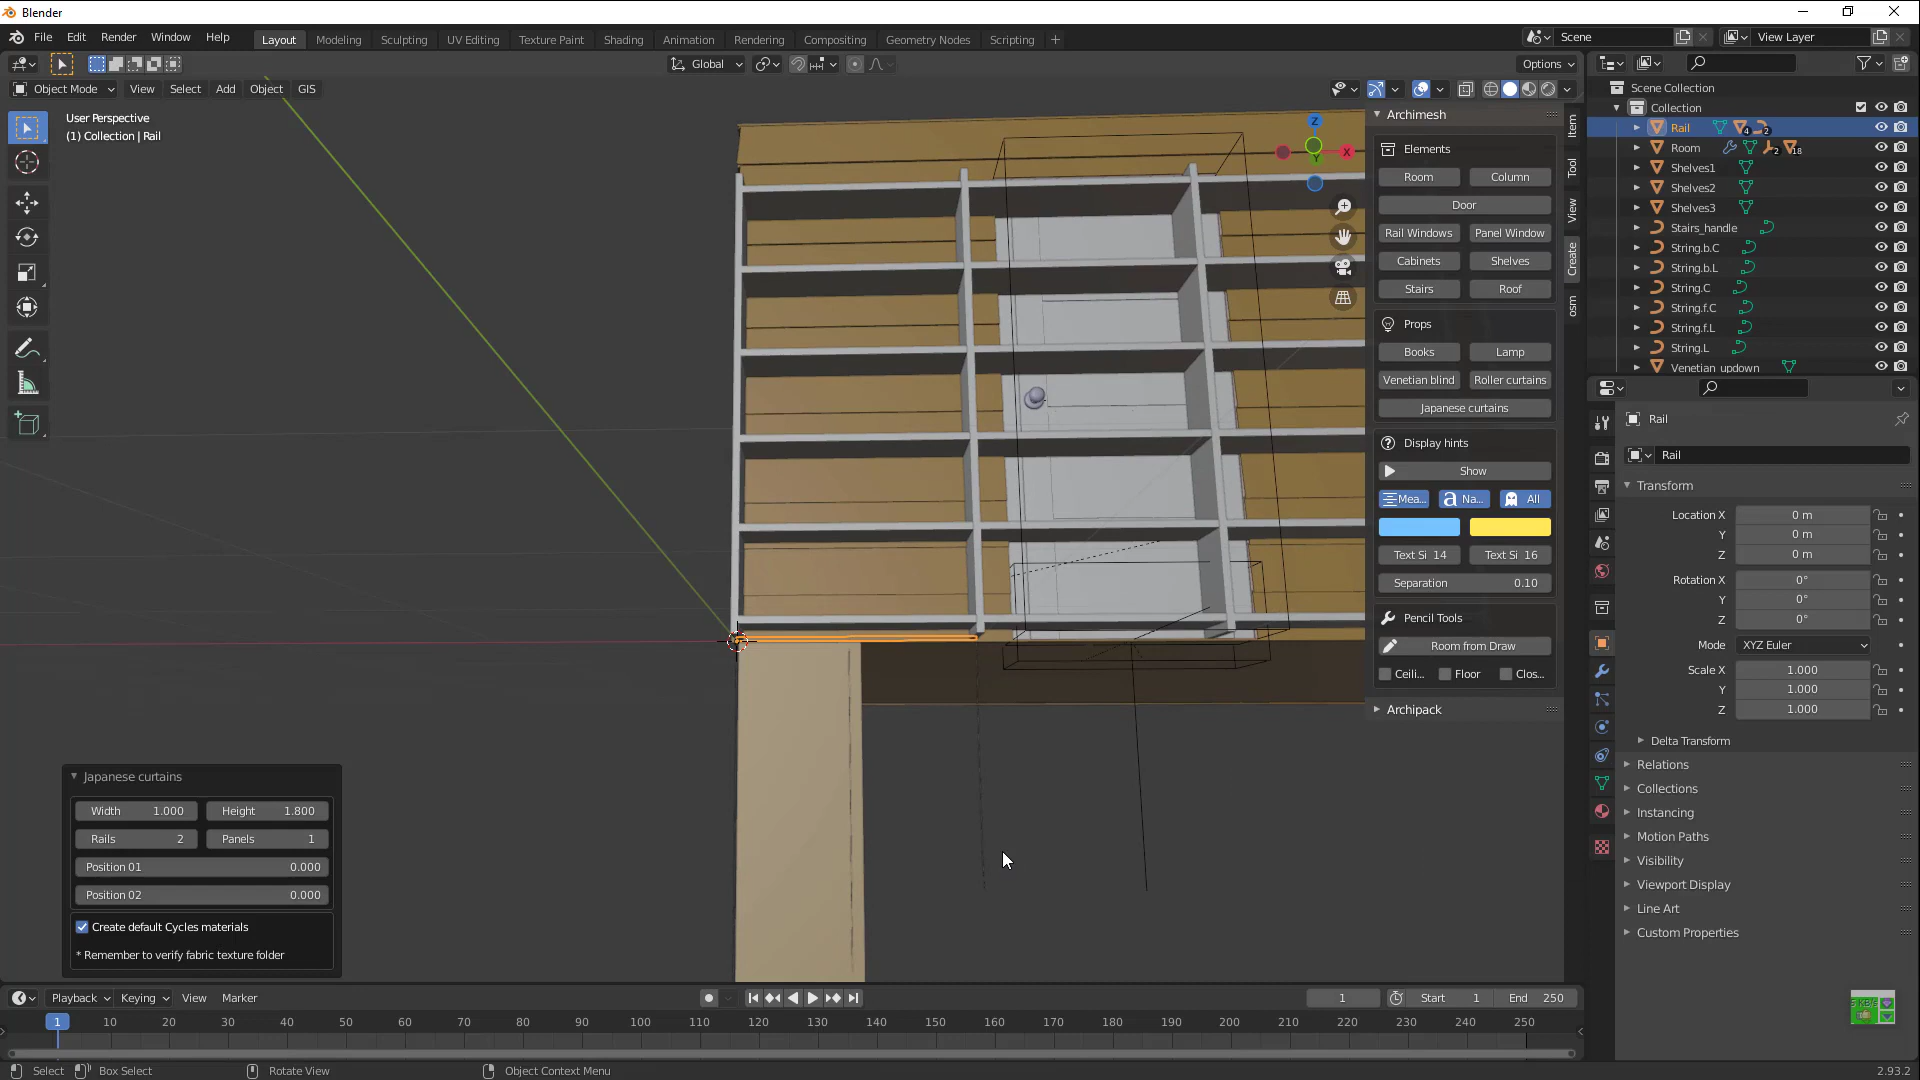 Blender
File Edit Render Window Help
Layout Modeling Sculpting UV Editing Texture Paint Shading Animation Rendering Compositing Geometry Nodes Scripting +
Scene View Layer
Global Options
Object Mode View Select Add Object GIS
User Perspective
(1) Collection | Rail
Z
X
Y
Archimesh
Elements
Room Column
Door
Rail Windows Panel Window
Cabinets Shelves
Stairs Roof
Props
Books Lamp
Venetian blind Roller curtains
Japanese curtains
Display hints
Show
Mea... Na... All
Text Si 14 Text Si 16
Separation 0.10
Pencil Tools
Room from Draw
Ceili... Floor Clos...
Archipack
Item
Tool
View
Create
osm
Scene Collection
Collection
Rail 4 2
Room 2 18
Shelves1
Shelves2
Shelves3
Stairs_handle
String.b.C
String.b.L
String.C
String.f.C
String.f.L
String.L
Venetian_updown
Rail
Rail
Transform
Location X 0 m
Y 0 m
Z 0 m
Rotation X 0°
Y 0°
Z 0°
Mode XYZ Euler
Scale X 1.000
Y 1.000
Z 1.000
Delta Transform
Relations
Collections
Instancing
Motion Paths
Visibility
Viewport Display
Line Art
Custom Properties
Japanese curtains
Width 1.000 Height 1.800
Rails 2 Panels 1
Position 01 0.000
Position 02 0.000
Create default Cycles materials
* Remember to verify fabric texture folder
Playback Keying View Marker
1 Start 1 End 250
1 10 20 30 40 50 60 70 80 90 100 110 120 130 140 150 160 170 180 190 200 210 220 230 240 250
Select Box Select Rotate View Object Context Menu
2.93.2